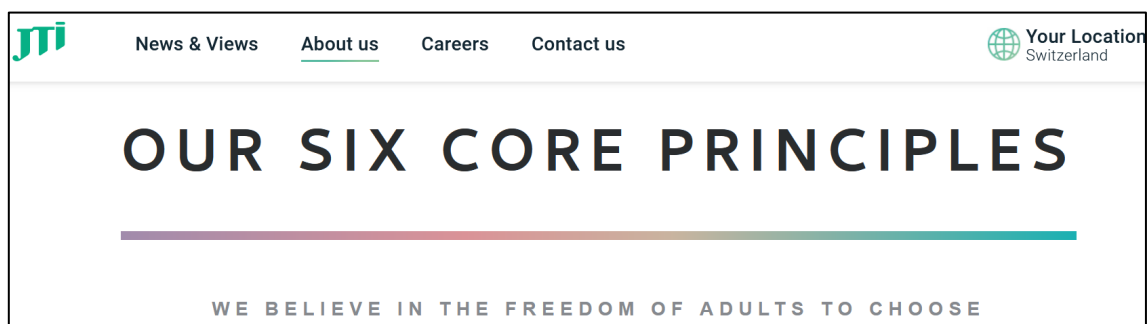 JTi
News & Views About us Careers Contact us
Your Location
Switzerland
OUR SIX CORE PRINCIPLES
WE BELIEVE IN THE FREEDOM OF ADULTS TO CHOOSE